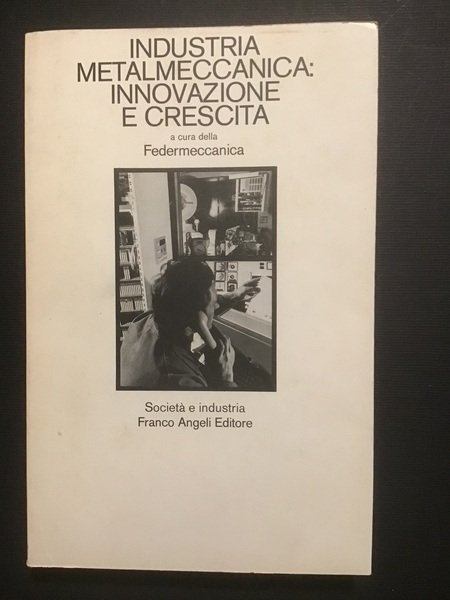 INDUSTRIA
METALMECCANICA:
INNOVAZIONE
E CRESCITA
a cura della
Federmeccanica
Società e industria
Franco Angeli Editore